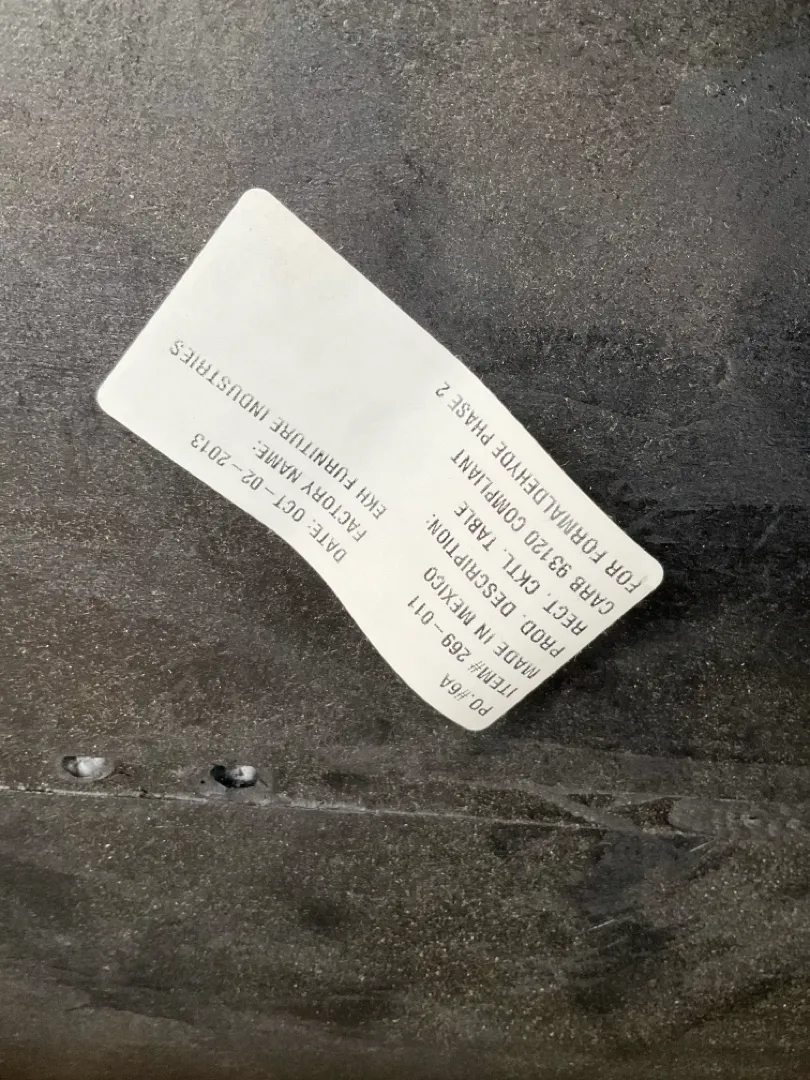 PO.#6A
ITEM# 269-011
MADE IN MEXICO
PROD. DESCRIPTION:
RECT. CKTL. TABLE
CARB 93120 COMPLIANT
FOR FORMALDEHYDE PHASE 2
DATE: OCT-02-2013
FACTORY NAME:
EKH FURNITURE INDUSTRIES